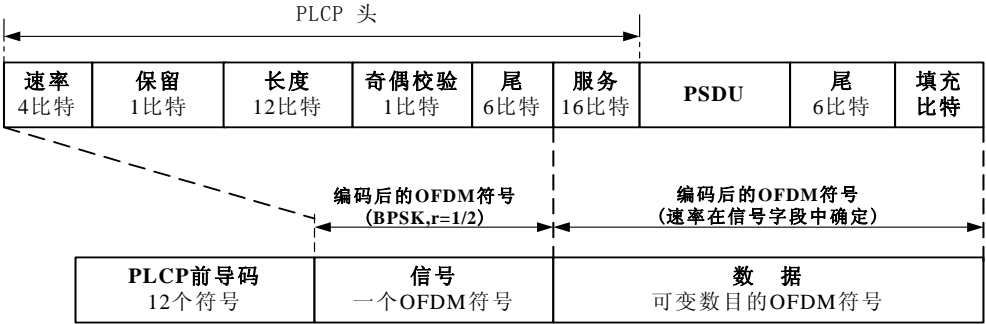 PLCP 头
速率 保留 长度 奇偶校验 尾 服务 PSDU 尾 填充
4比特 1比特 12比特 1比特 6比特 16比特 6比特 比特
编码后的OFDM符号 编码后的OFDM符号
(BPSK,r=1/2) (速率在信号字段中确定)
PLCP前导码 信号 数 据
12个符号 一个OFDM符号 可变数目的OFDM符号